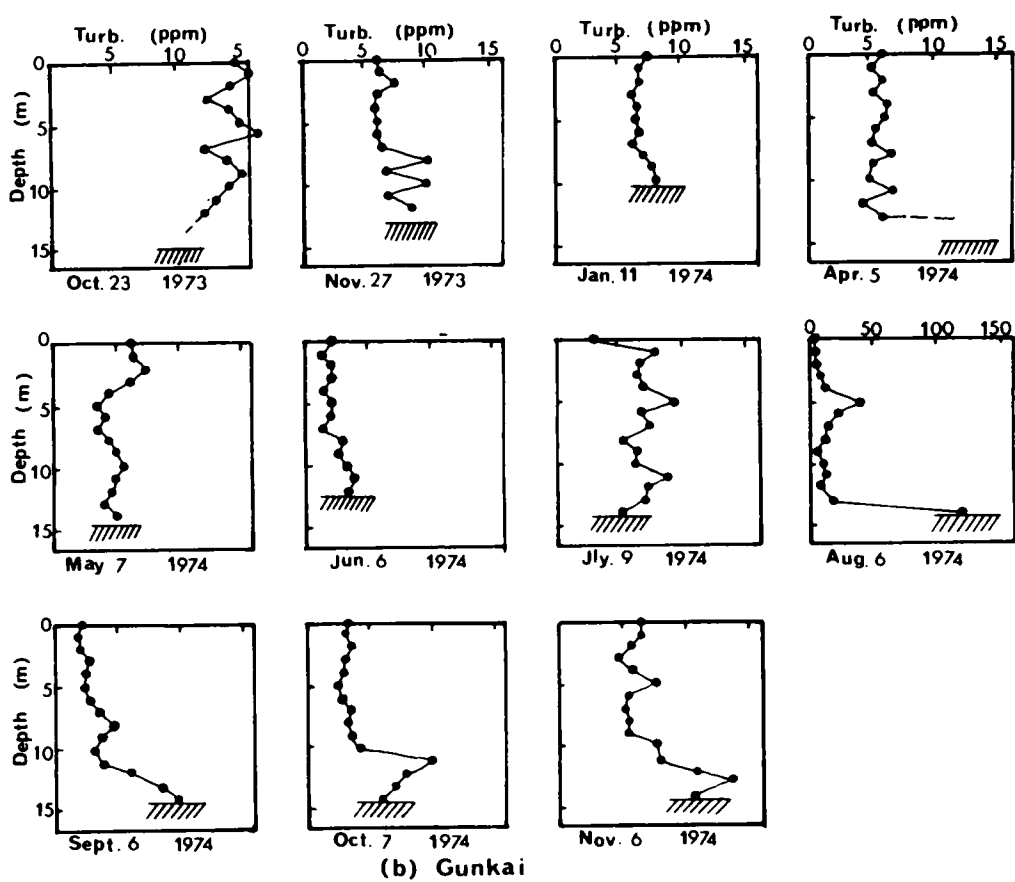 Turb. (ppm) Turb. (ppm) Turb. (ppm) Turb. (ppm)
5 10 5 5 10 5 10 15 0 5 10 15
0
5
10
15
Depth (m)
Oct. 23 1973 Nov. 27 1973 Jan. 11 1974 Apr. 5 1974
0 50 100 150
0
5
10
15
Depth (m)
May 7 1974 Jun. 6 1974 Jly. 9 1974 Aug. 6 1974
0
5
10
15
Depth (m)
Sept. 6 1974 Oct. 7 1974 Nov. 6 1974
(b) Gunkai